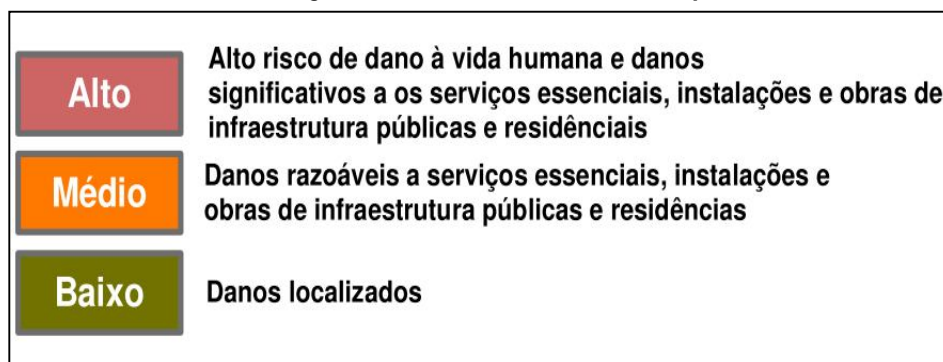 Alto
Alto risco de dano à vida humana e danos
significativos a os serviços essenciais, instalações e obras de
infraestrutura públicas e residênciais
Médio
Danos razoáveis a serviços essenciais, instalações e
obras de infraestrutura públicas e residências
Baixo
Danos localizados